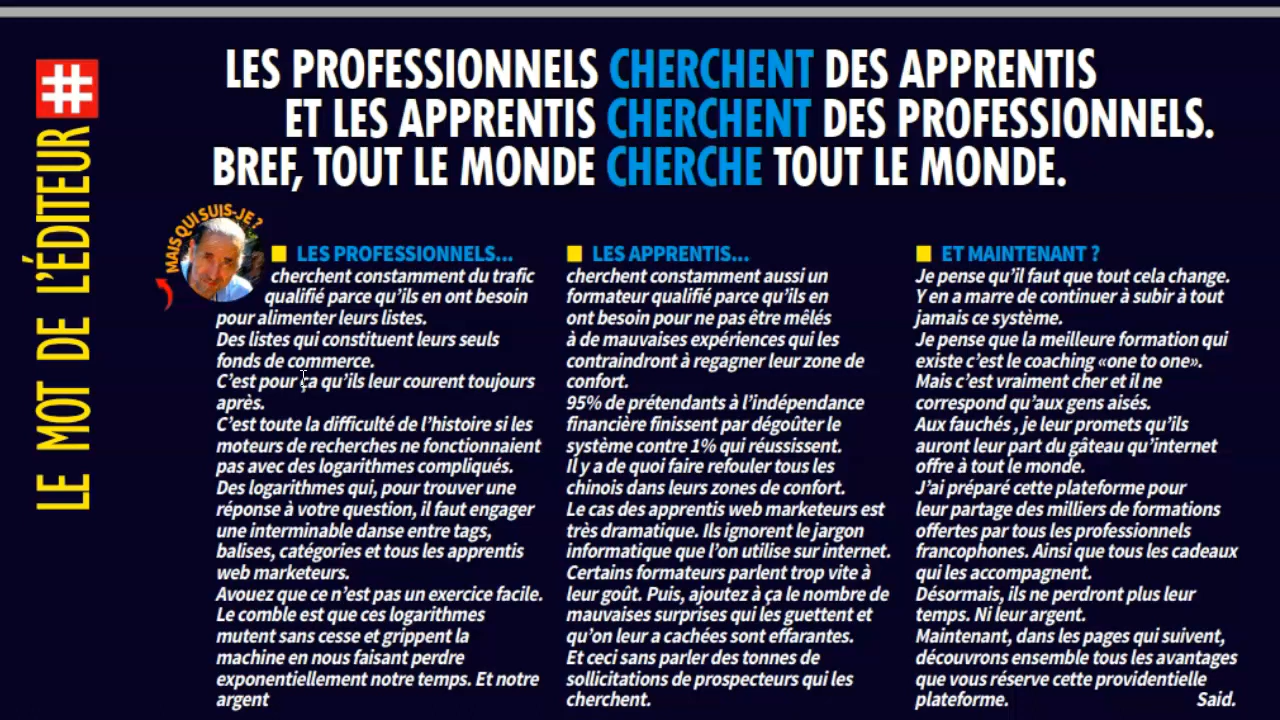 LE MOT DE L'ÉDITEUR #
LES PROFESSIONNELS CHERCHENT DES APPRENTIS
ET LES APPRENTIS CHERCHENT DES PROFESSIONNELS.
BREF, TOUT LE MONDE CHERCHE TOUT LE MONDE.
MAIS QUI SUIS-JE ?
LES PROFESSIONNELS...
cherchent constamment du trafic
qualifié parce qu'ils en ont besoin
pour alimenter leurs listes.
Des listes qui constituent leurs seuls
fonds de commerce.
C'est pour ça qu'ils leur courent toujours
après.
C'est toute la difficulté de l'histoire si les
moteurs de recherches ne fonctionnaient
pas avec des logarithmes compliqués.
Des logarithmes qui, pour trouver une
réponse à votre question, il faut engager
une interminable danse entre tags,
balises, catégories et tous les apprentis
web marketeurs.
Avouez que ce n'est pas un exercice facile.
Le comble est que ces logarithmes
mutent sans cesse et grippent la
machine en nous faisant perdre
exponentiellement notre temps. Et notre
argent
LES APPRENTIS...
cherchent constamment aussi un
formateur qualifié parce qu'ils en
ont besoin pour ne pas être mêlés
à de mauvaises expériences qui les
contraindront à regagner leur zone de
confort.
95% de prétendants à l'indépendance
financière finissent par dégoûter le
système contre 1% qui réussissent.
Il y a de quoi faire refouler tous les
chinois dans leurs zones de confort.
Le cas des apprentis web marketeurs est
très dramatique. Ils ignorent le jargon
informatique que l'on utilise sur internet.
Certains formateurs parlent trop vite à
leur goût. Puis, ajoutez à ça le nombre de
mauvaises surprises qui les guettent et
qu'on leur a cachées sont effarantes.
Et ceci sans parler des tonnes de
sollicitations de prospecteurs qui les
cherchent.
ET MAINTENANT ?
Je pense qu'il faut que tout cela change.
Y en a marre de continuer à subir à tout
jamais ce système.
Je pense que la meilleure formation qui
existe c'est le coaching «one to one».
Mais c'est vraiment cher et il ne
correspond qu'aux gens aisés.
Aux fauchés , je leur promets qu'ils
auront leur part du gâteau qu'internet
offre à tout le monde.
J'ai préparé cette plateforme pour
leur partage des milliers de formations
offertes par tous les professionnels
francophones. Ainsi que tous les cadeaux
qui les accompagnent.
Désormais, ils ne perdront plus leur
temps. Ni leur argent.
Maintenant, dans les pages qui suivent,
découvrons ensemble tous les avantages
que vous réserve cette providentielle
plateforme. Said.